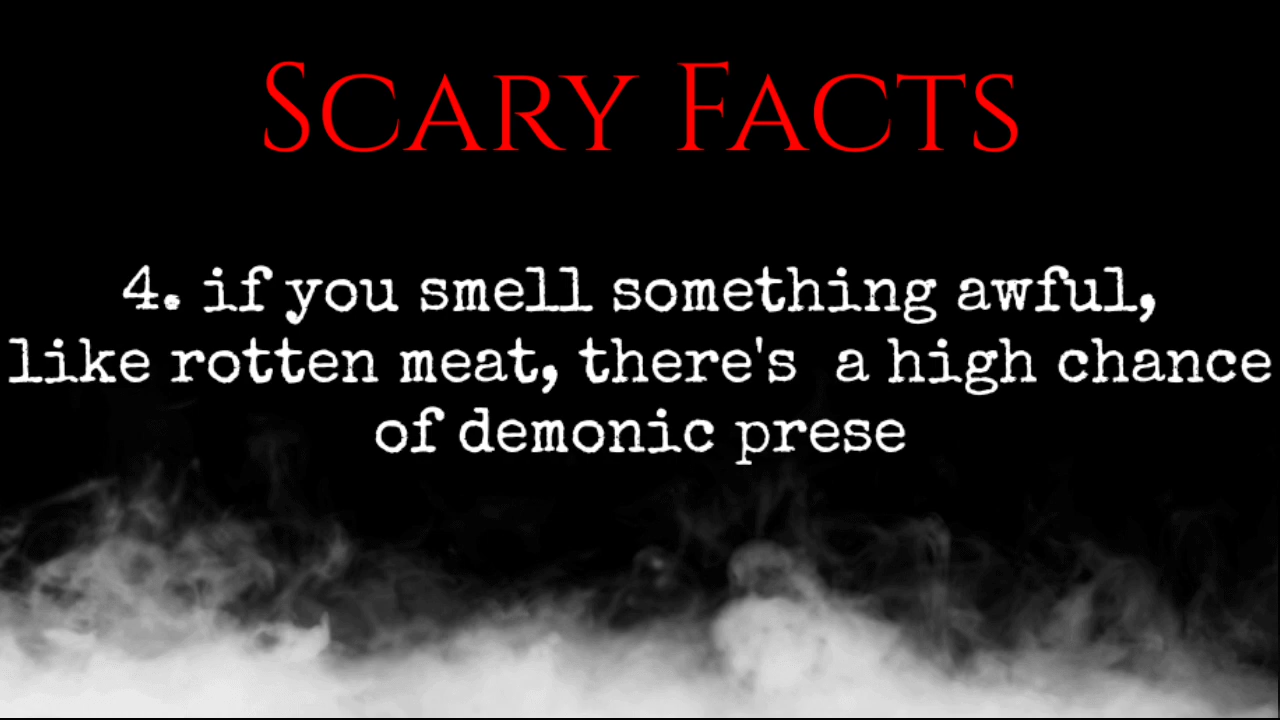 Scary Facts
4. if you smell something awful,
like rotten meat, there's  a high chance
of demonic prese